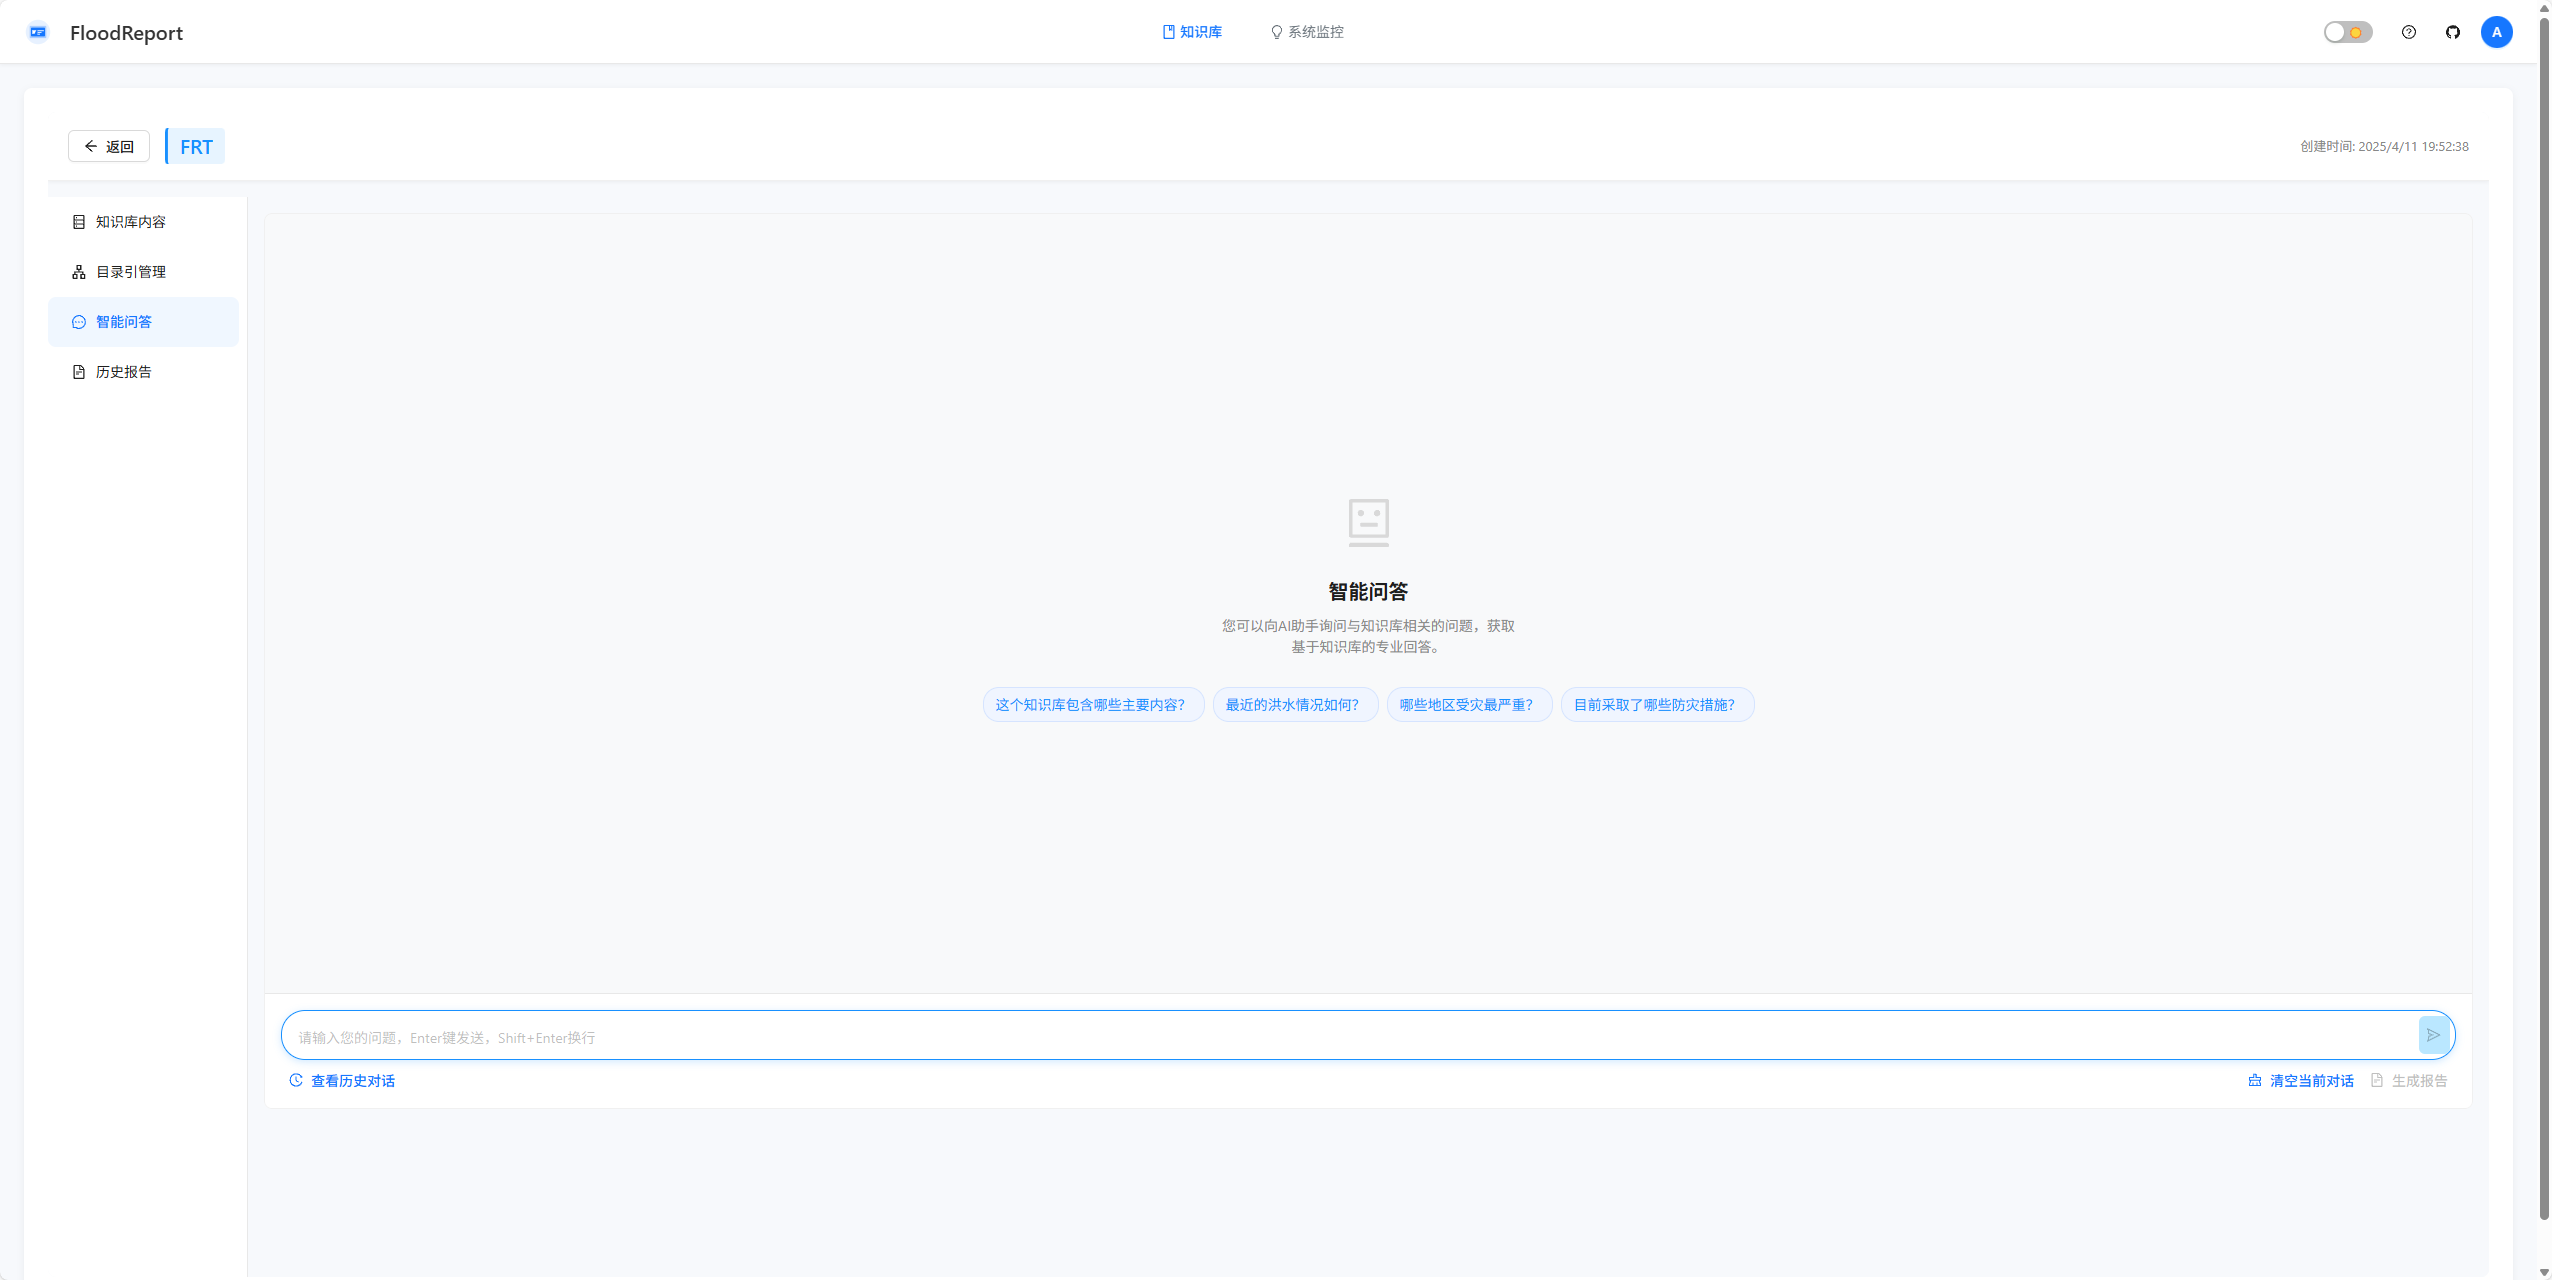 FloodReport
知识库
系统监控
A
返回
FRT
创建时间: 2025/4/11 19:52:38
知识库内容
目录引管理
智能问答
历史报告
智能问答
您可以向AI助手询问与知识库相关的问题，获取
基于知识库的专业回答。
这个知识库包含哪些主要内容？
最近的洪水情况如何？
哪些地区受灾最严重？
目前采取了哪些防灾措施？
请输入您的问题，Enter键发送，Shift+Enter换行
查看历史对话
清空当前对话
生成报告